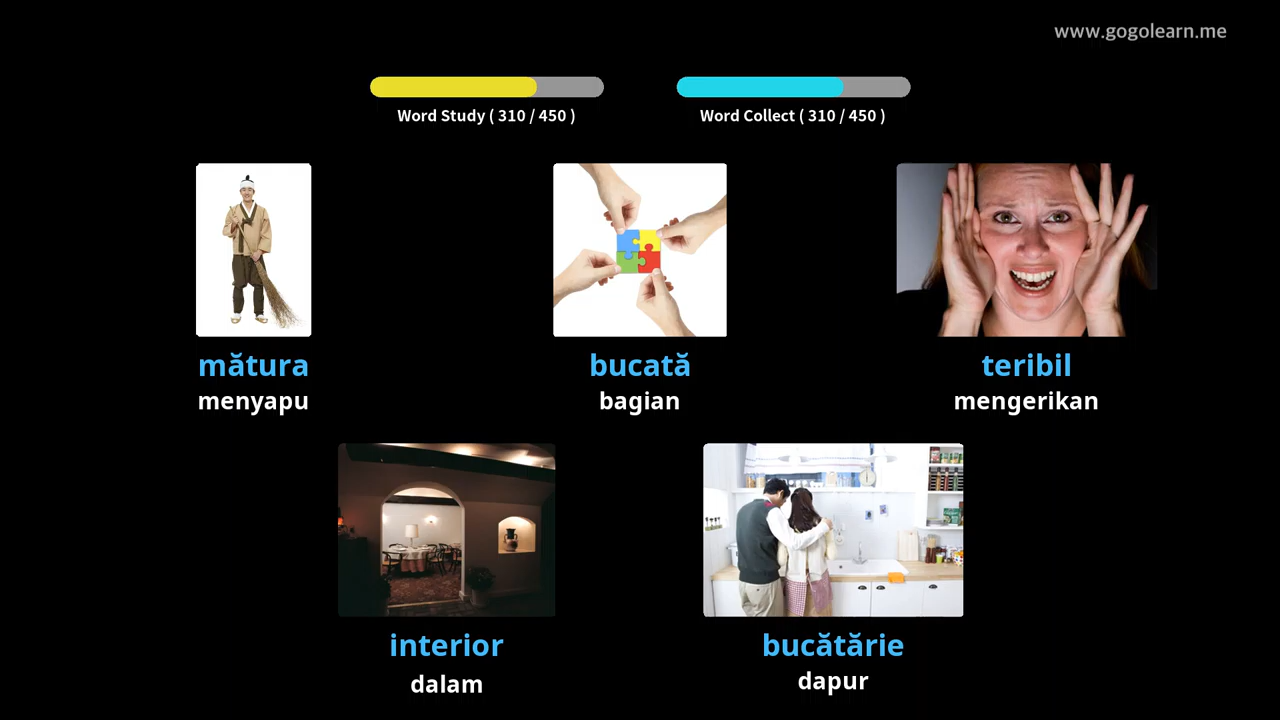 www.gogolearn.me
Word Study ( 310 / 450 )
Word Collect ( 310 / 450 )
mătura
menyapu
bucată
bagian
teribil
mengerikan
interior
dalam
bucătărie
dapur